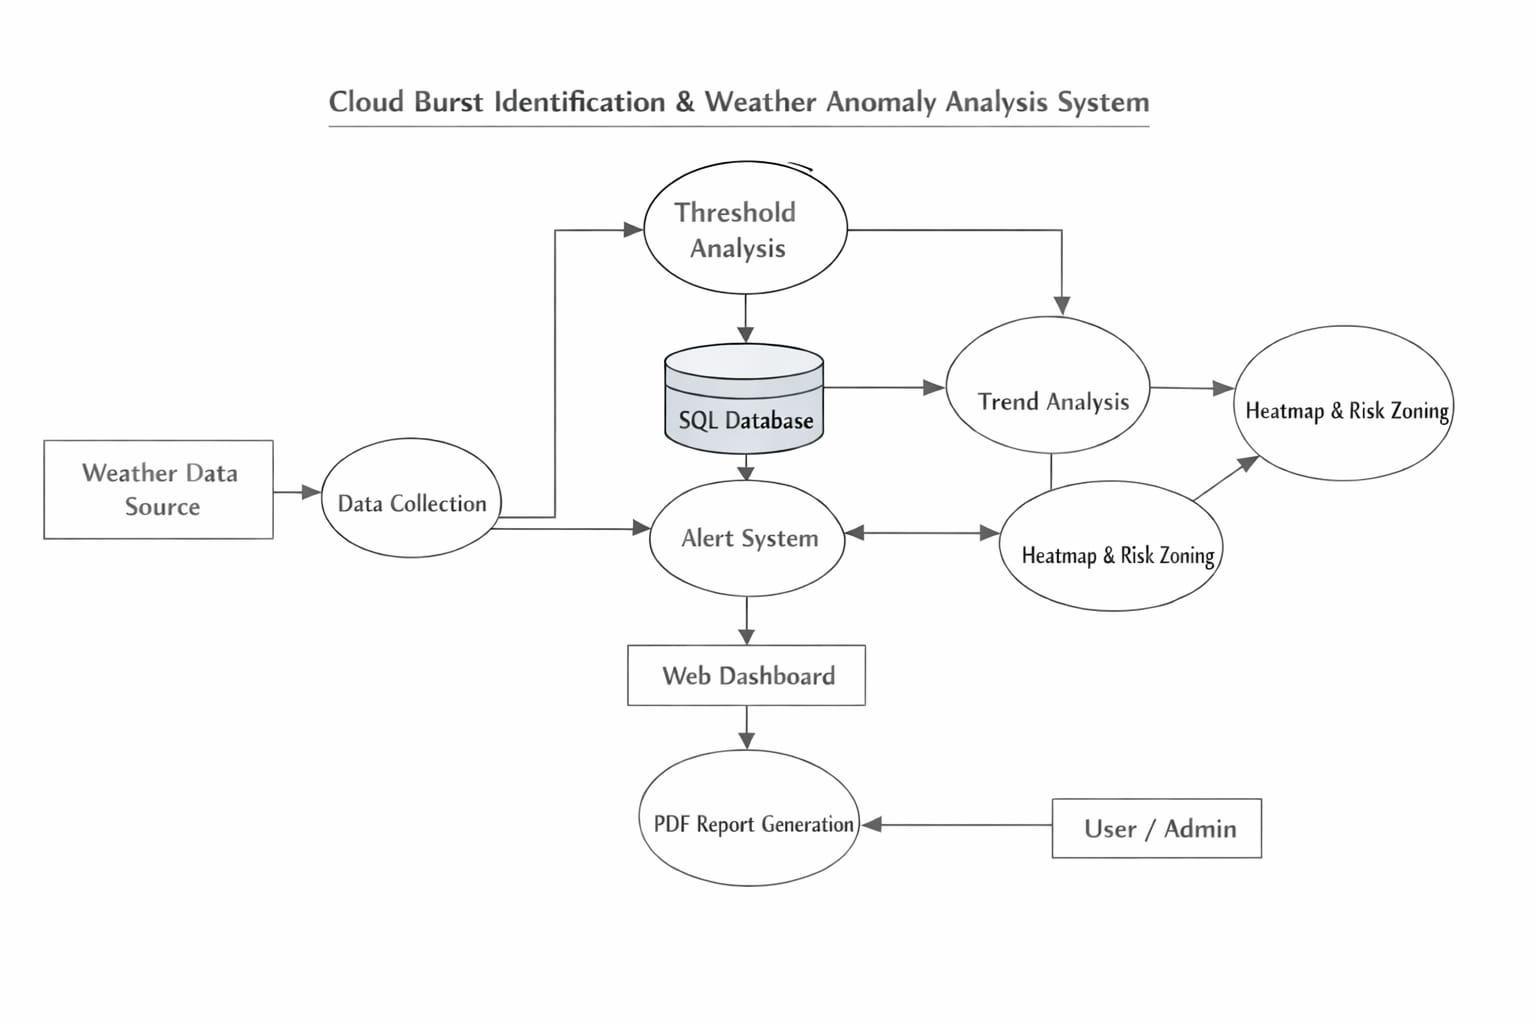 Cloud Burst Identification & Weather Anomaly Analysis System
Threshold
Analysis
SQL Database
Trend Analysis
Heatmap & Risk Zoning
Weather Data
Source
Data Collection
Alert System
Heatmap & Risk Zoning
Web Dashboard
PDF Report Generation
User / Admin